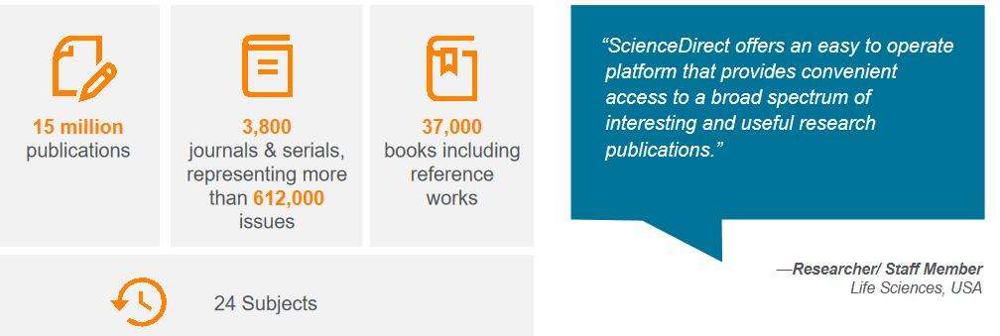 15 million
publications
3,800
journals & serials,
representing more
than 612,000
issues
37,000
books including
reference
works
24 Subjects
“ScienceDirect offers an easy to operate
platform that provides convenient
access to a broad spectrum of
interesting and useful research
publications.”
—Researcher/ Staff Member
Life Sciences, USA